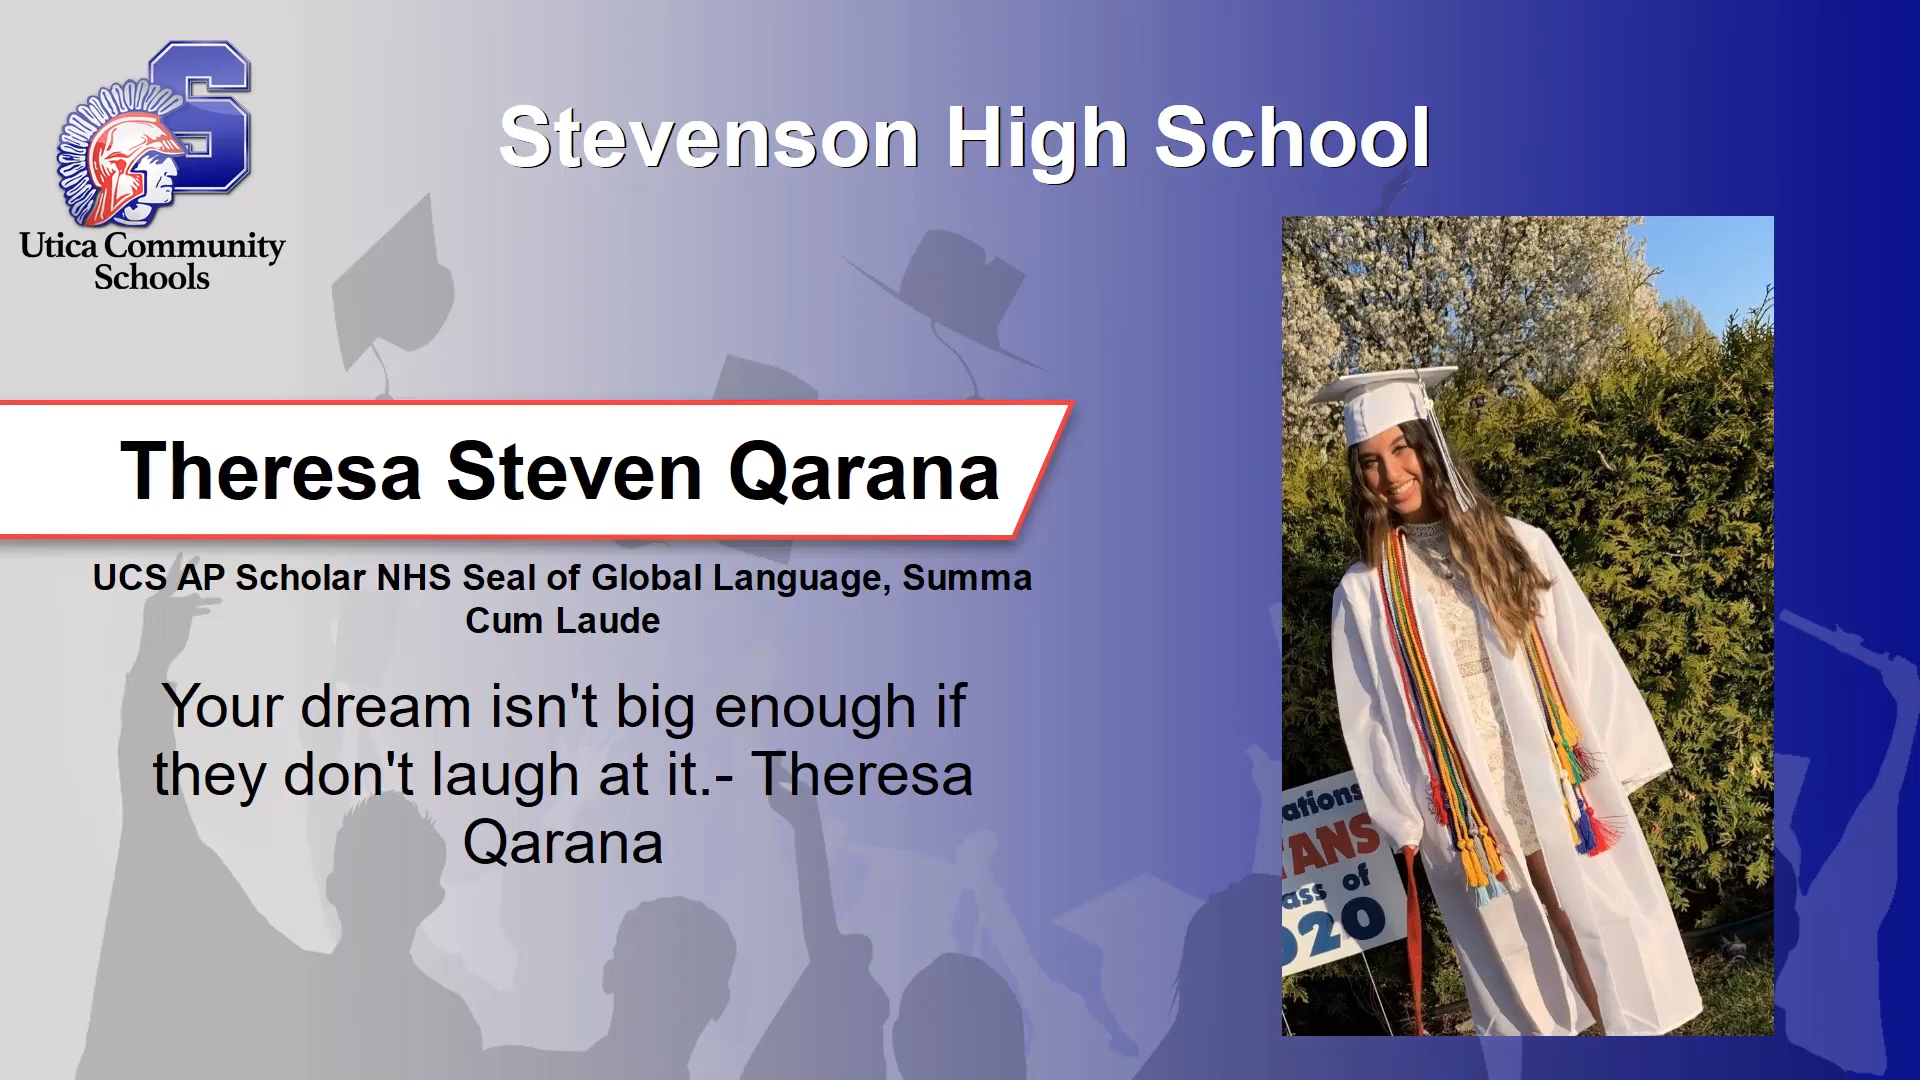 S
Utica Community
Schools
Stevenson High School
Theresa Steven Qarana
UCS AP Scholar NHS Seal of Global Language, Summa
Cum Laude
Your dream isn't big enough if
they don't laugh at it.- Theresa
Qarana
ations
TANS
ass of
020